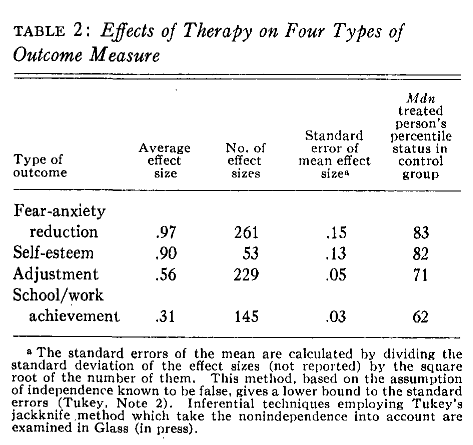 TABLE 2: Effects of Therapy on Four Types of
Outcome Measure
Type of outcome | Average effect size | No. of effect sizes | Standard error of mean effect sizeª | Mdn treated person's percentile status in control group
Fear-anxiety
reduction .97 261 .15 83
Self-esteem .90 53 .13 82
Adjustment .56 229 .05 71
School/work
achievement .31 145 .03 62
ª The standard errors of the mean are calculated by dividing the
standard deviation of the effect sizes (not reported) by the square
root of the number of them. This method, based on the assumption
of independence known to be false, gives a lower bound to the standard
errors (Tukey, Note 2). Inferential techniques employing Tukey's
jackknife method which take the nonindependence into account are
examined in Glass (in press).